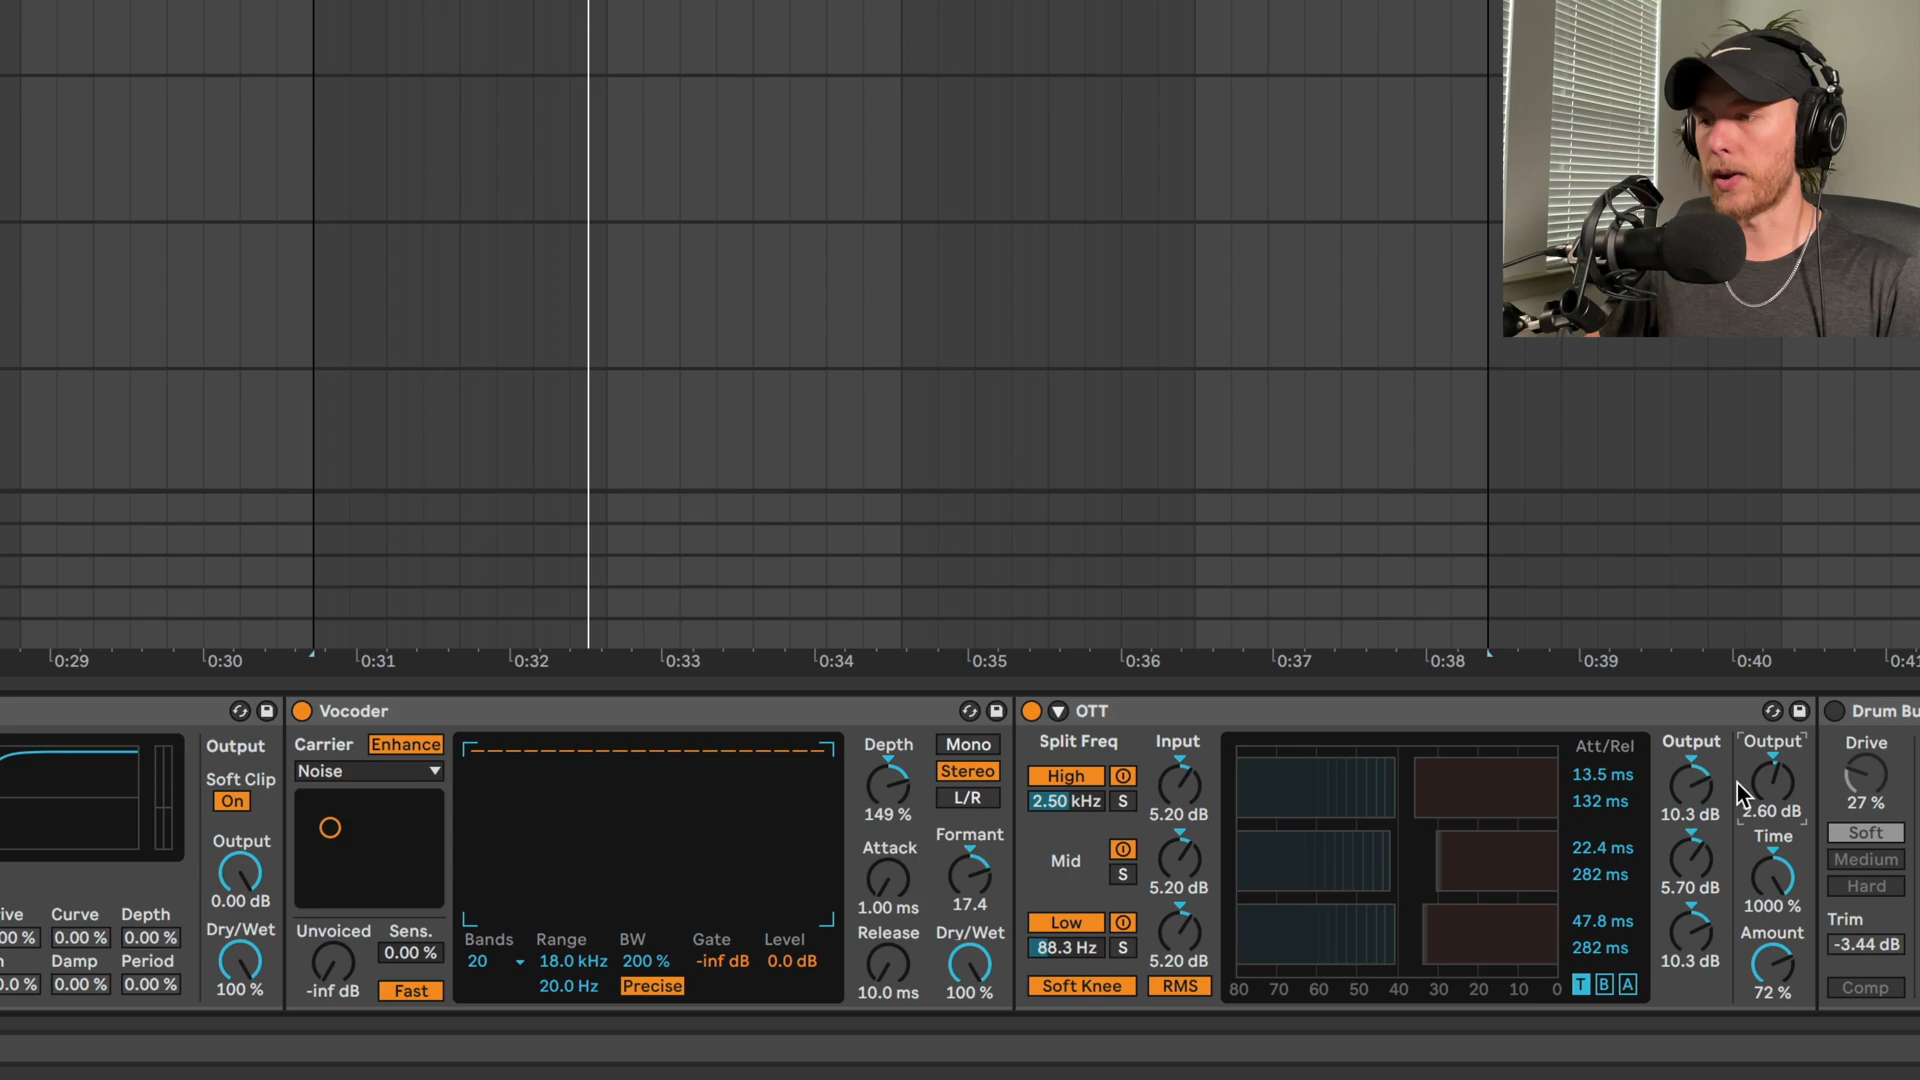 0:29 0:30 0:31 0:32 0:33 0:34 0:35 0:36 0:37 0:38 0:39 0:40 0:41
Output
Soft Clip
On
Output
0.00 dB
Dry/Wet
100 %
Curve Depth
0.00 % 0.00 %
Damp Period
0.00 % 0.00 %
Vocoder
Carrier Enhance
Noise
Unvoiced Sens.
0.00 %
-inf dB Fast
Bands Range BW Gate Level
20 18.0 kHz 200 % -inf dB 0.0 dB
20.0 Hz Precise
Depth
149 %
Attack
1.00 ms
Release
10.0 ms
Mono
Stereo
L/R
Formant
17.4
Dry/Wet
100 %
OTT
Split Freq Input
High
2.50 kHz S 5.20 dB
Mid
S 5.20 dB
Low
88.3 Hz S 5.20 dB
Soft Knee RMS
80 70 60 50 40 30 20 10 0
Att/Rel
13.5 ms
132 ms
22.4 ms
282 ms
47.8 ms
282 ms
T B A
Output
10.3 dB
5.70 dB
10.3 dB
Output
2.60 dB
Time
1000 %
Amount
72 %
Drum Bu
Drive
27 %
Soft
Medium
Hard
Trim
-3.44 dB
Comp